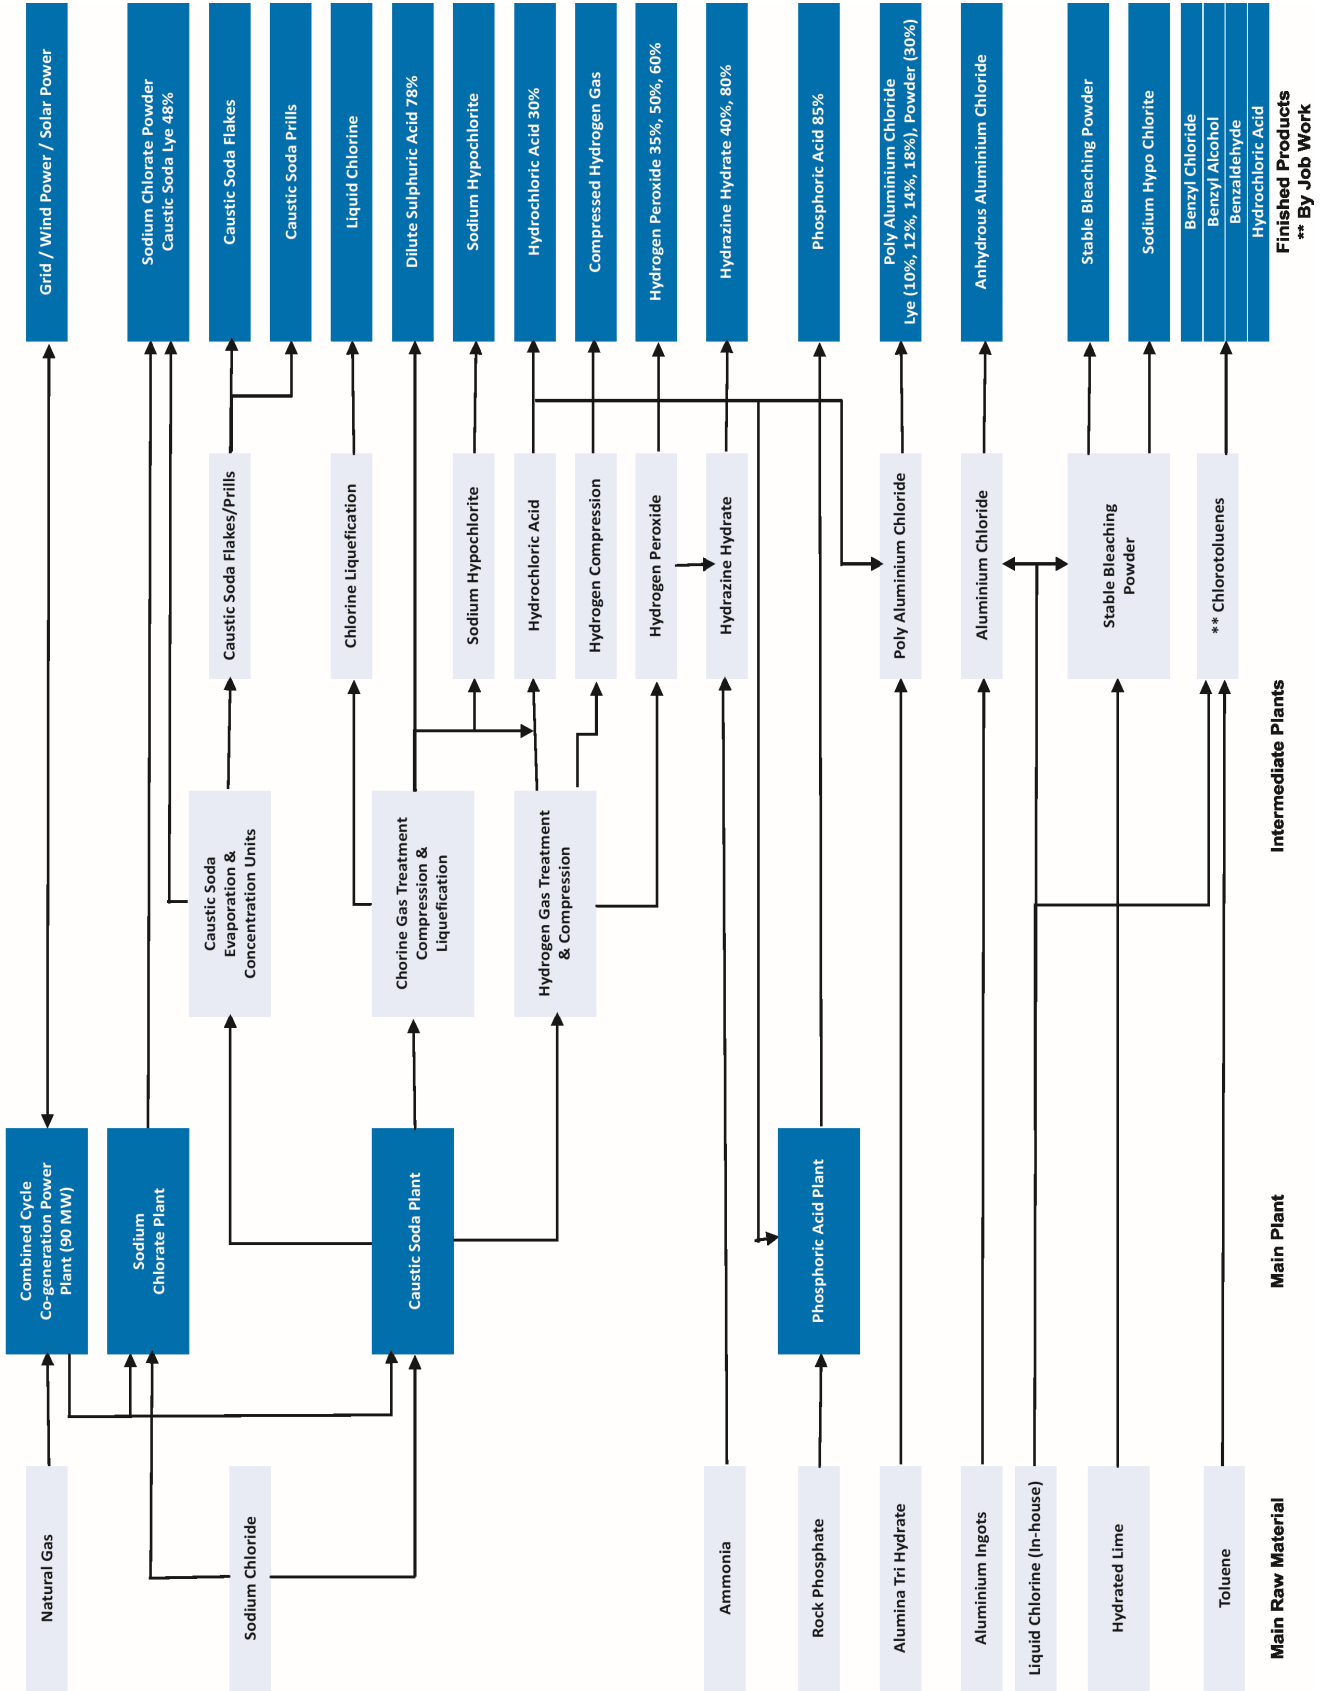 Natural Gas
Sodium Chloride
Ammonia
Rock Phosphate
Alumina Tri Hydrate
Aluminium Ingots
Liquid Chlorine (In-house)
Hydrated Lime
Toluene
Main Raw Material
Combined Cycle
Co-generation Power
Plant (90 MW)
Sodium
Chlorate Plant
Caustic Soda Plant
Phosphoric Acid Plant
Main Plant
Caustic Soda
Evaporation &
Concentration Units
Chorine Gas Treatment
Compression &
Liquefication
Hydrogen Gas Treatment
& Compression
Caustic Soda Flakes/Prills
Chlorine Liquefication
Sodium Hypochlorite
Hydrochloric Acid
Hydrogen Compression
Hydrogen Peroxide
Hydrazine Hydrate
Poly Aluminium Chloride
Aluminium Chloride
Stable Bleaching
Powder
** Chlorotoluenes
Intermediate Plants
Grid / Wind Power / Solar Power
Sodium Chlorate Powder
Caustic Soda Lye 48%
Caustic Soda Flakes
Caustic Soda Prills
Liquid Chlorine
Dilute Sulphuric Acid 78%
Sodium Hypochlorite
Hydrochloric Acid 30%
Compressed Hydrogen Gas
Hydrogen Peroxide 35%, 50%, 60%
Hydrazine Hydrate 40%, 80%
Phosphoric Acid 85%
Poly Aluminium Chloride
Lye (10%, 12%, 14%, 18%), Powder (30%)
Anhydrous Aluminium Chloride
Stable Bleaching Powder
Sodium Hypo Chlorite
Benzyl Chloride
Benzyl Alcohol
Benzaldehyde
Hydrochloric Acid
Finished Products
** By Job Work